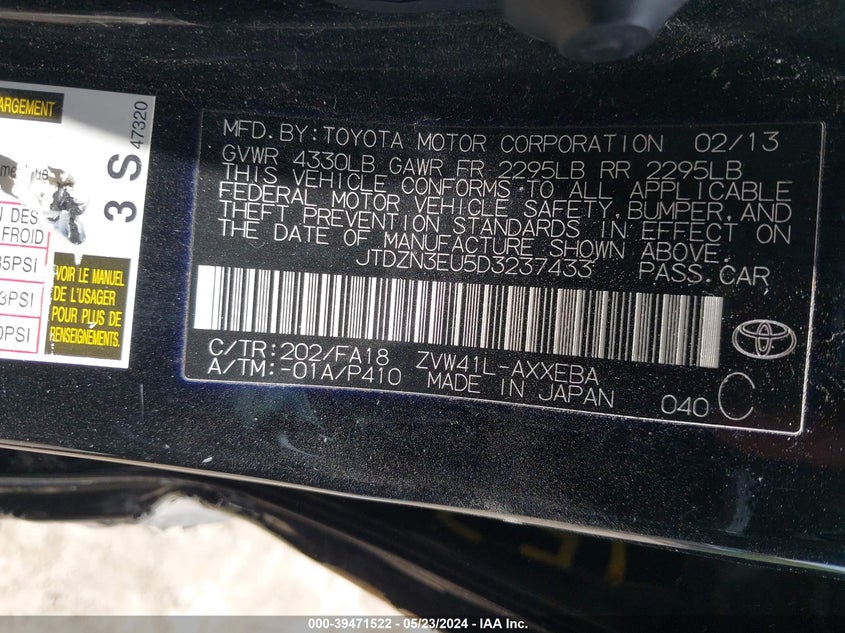 ARGEMENT
3 S 47320
N DES
FROID
35PSI
3PSI
0PSI
VOIR LE MANUEL
DE L'USAGER
POUR PLUS DE
RENSEIGNEMENTS.
MFD. BY: TOYOTA MOTOR CORPORATION 02/13
GVWR 4330LB GAWR FR 2295LB RR 2295LB
THIS VEHICLE CONFORMS TO ALL APPLICABLE
FEDERAL MOTOR VEHICLE SAFETY, BUMPER, AND
THEFT PREVENTION STANDARDS IN EFFECT ON
THE DATE OF MANUFACTURE SHOWN ABOVE.
JTDZN3EU5D3237433 PASS. CAR
C/TR: 202/FA18 ZVW41L-AXXEBA
A/TM: -01A/P410 MADE IN JAPAN
040 C
000-39471522 - 05/23/2024 - IAA Inc.